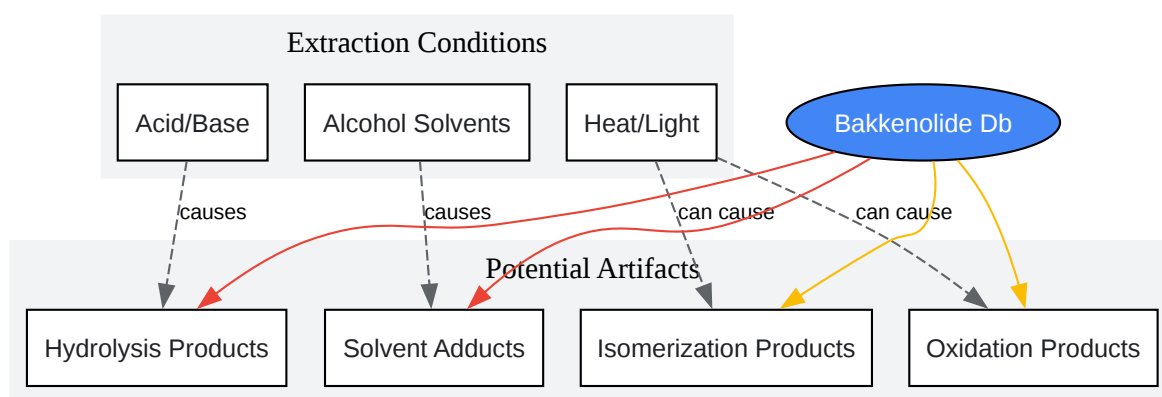 Extraction Conditions
Acid/Base
Alcohol Solvents
Heat/Light
Bakkenolide Db
causes
causes
can cause
can cause
Potential Artifacts
Hydrolysis Products
Solvent Adducts
Isomerization Products
Oxidation Products